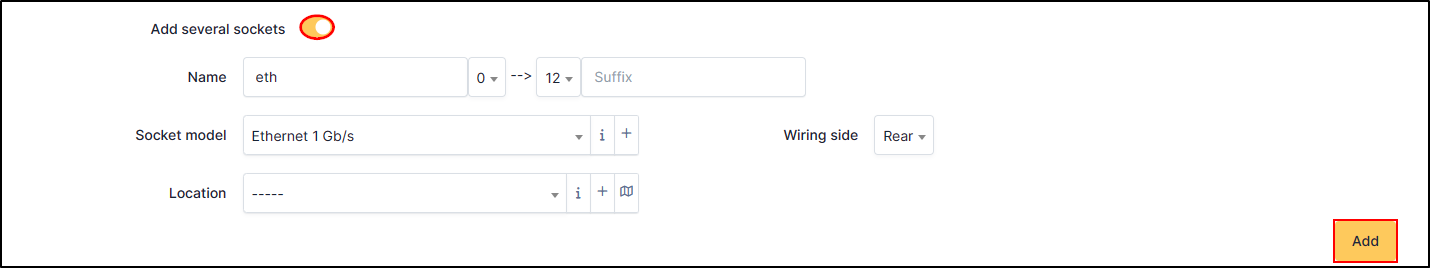 Add several sockets
Name eth 0 --> 12 Suffix
Socket model Ethernet 1 Gb/s i + Wiring side Rear
Location ----- i +
Add